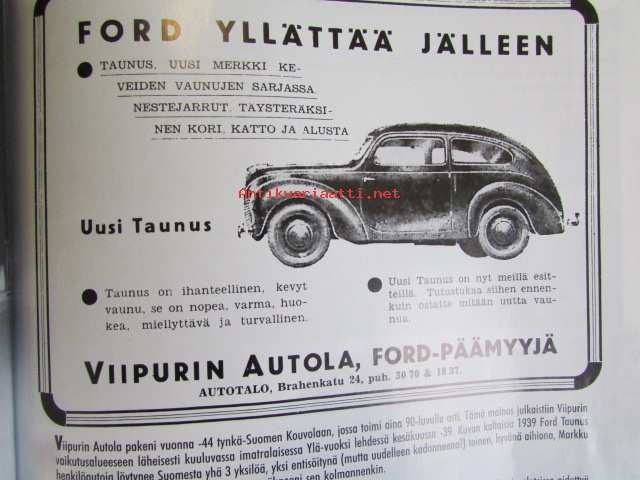 FORD YLLÄTTÄÄ JÄLLEEN
TAUNUS, UUSI MERKKI KE-
VEIDEN VAUNUJEN SARJASSA
NESTEJARRUT. TÄYSTERÄKSI-
NEN KORI, KATTO JA ALUSTA
Antikvariaatti.net
Uusi Taunus
Taunus on ihanteellinen, kevyt
vaunu, se on nopea, varma, huo-
kea, miellyttävä ja turvallinen.
Uusi Taunus on nyt meillä esit-
teillä. Tutustukaa siihen ennen-
kuin ostatte mitään uutta vau-
nua.
VIIPURIN AUTOLA, FORD-PÄÄMYYJÄ
AUTOTALO, Brahenkatu 24, puh. 30 70 & 18 37.
Viipurin Autola pakeni vuonna -44 tynkä-Suomen Kouvolaan, jossa toimi aina 90-luvulle asti. Tämä mainos julkaistiin Viipurin
vaikutusalueeseen läheisesti kuuluvassa imatralaisessa Ylä-Vuoksi lehdessä kesäkuussa -39. Kuvan kaltaisia 1939 Ford Taunus
henkilöautoja löytynee Suomesta yhä 3 yksilöä, yksi entisöitynä (mutta uudelleen kadonneena!) toinen, hyvänä aihiona, Markku
sen kolmannenkin.